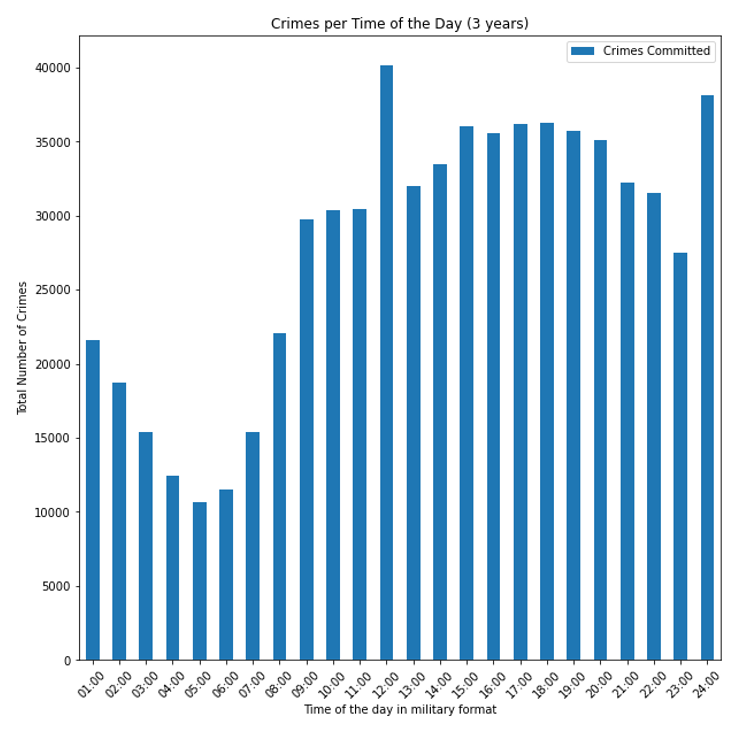 Crimes per Time of the Day (3 years)
Crimes Committed
40000
35000
30000
25000
20000
15000
10000
5000
0
Total Number of Crimes
01:00 02:00 03:00 04:00 05:00 06:00 07:00 08:00 09:00 10:00 11:00 12:00 13:00 14:00 15:00 16:00 17:00 18:00 19:00 20:00 21:00 22:00 23:00 24:00
Time of the day in military format